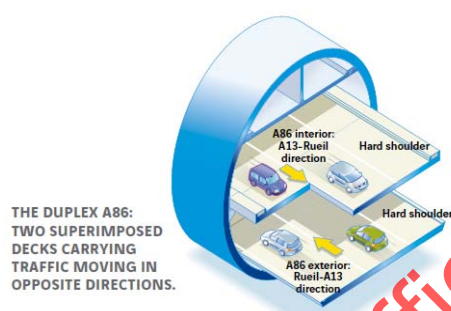 A86 interior:
A13-Rueil
direction
Hard shoulder
Hard shoulder
THE DUPLEX A86:
TWO SUPERIMPOSED
DECKS CARRYING
TRAFFIC MOVING IN
OPPOSITE DIRECTIONS.
A86 exterior:
Rueil-A13
direction